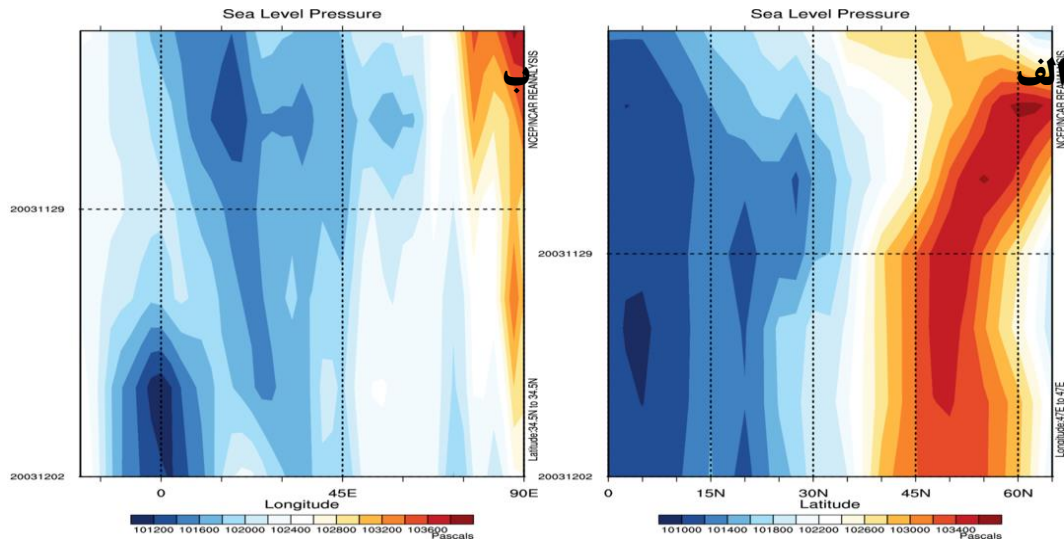 Sea Level Pressure
ب
NCEP/NCAR REANALYSIS
20031129
Latitude:34.5N to 34.5N
20031202
0 45E 90E
Longitude
101200 101600 102000 102400 102800 103200 103600
Pascals
Sea Level Pressure
الف
NCEP/NCAR REANALYSIS
20031129
Longitude:47E to 47E
20031202
0 15N 30N 45N 60N
Latitude
101000 101400 101800 102200 102600 103000 103400
Pascals